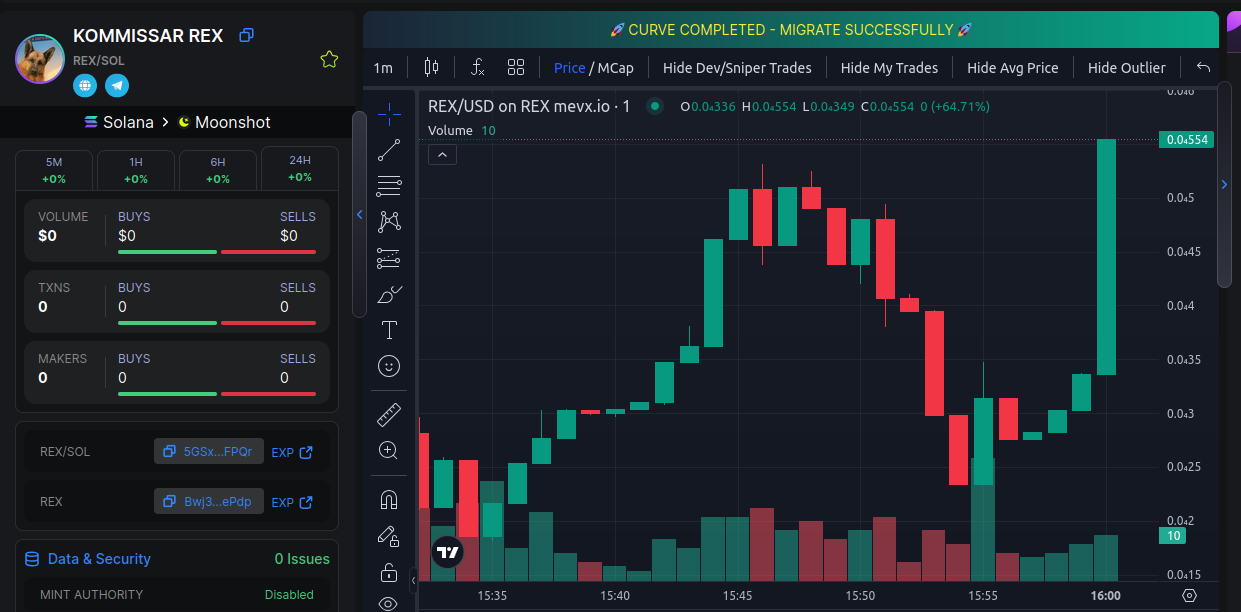 KOMMISSAR REX
REX/SOL
Solana > Moonshot
5M 1H 6H 24H
+0% +0% +0% +0%
VOLUME BUYS SELLS
$0 $0 $0
TXNS BUYS SELLS
0 0 0
MAKERS BUYS SELLS
0 0 0
REX/SOL 5GSx...FPQr EXP
REX Bwj3...ePdp EXP
Data & Security 0 Issues
MINT AUTHORITY Disabled
🚀 CURVE COMPLETED - MIGRATE SUCCESSFULLY 🚀
1m Price / MCap Hide Dev/Sniper Trades Hide My Trades Hide Avg Price Hide Outlier
REX/USD on REX mevx.io · 1 O0.0₄336 H0.0₄554 L0.0₄349 C0.0₄554 0 (+64.71%)
Volume 10
0.0₄554
0.0₄5
0.0₄45
0.0₄4
0.0₄35
0.0₄3
0.0₄25
0.0₄2
10
0.0₄15
15:35 15:40 15:45 15:50 15:55 16:00